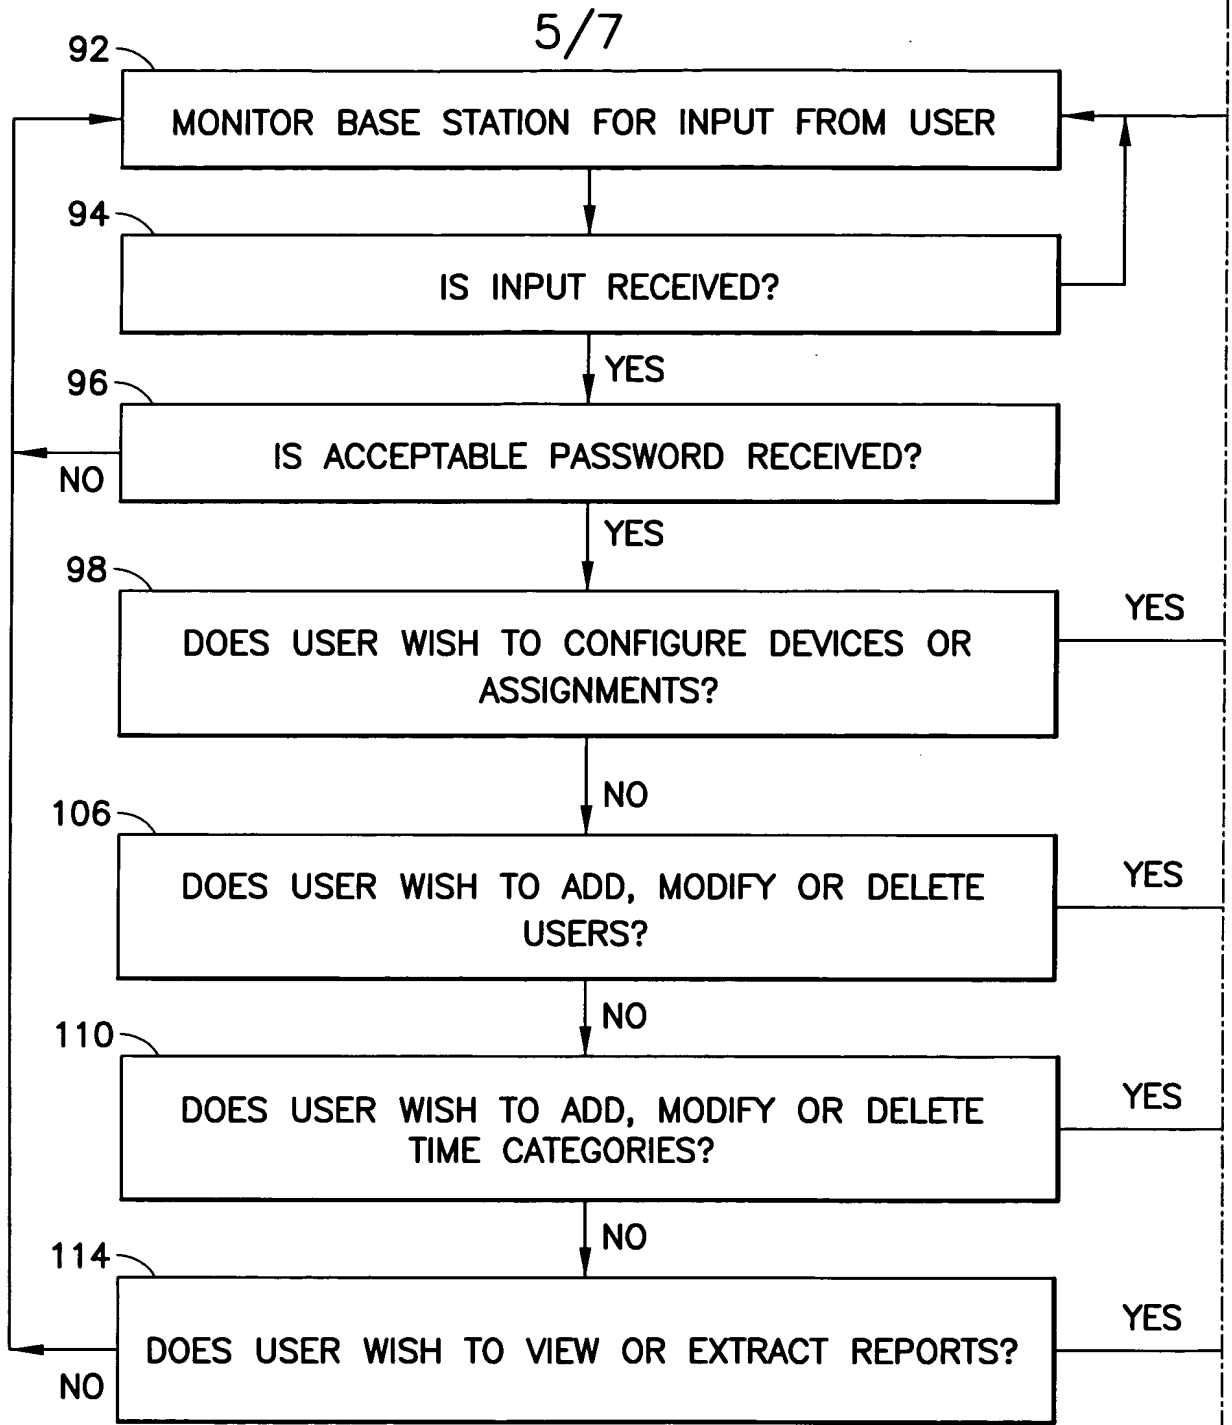 5/7
92
MONITOR BASE STATION FOR INPUT FROM USER
94
IS INPUT RECEIVED?
YES
96
IS ACCEPTABLE PASSWORD RECEIVED?
NO
YES
98
DOES USER WISH TO CONFIGURE DEVICES OR
ASSIGNMENTS?
YES
NO
106
DOES USER WISH TO ADD, MODIFY OR DELETE
USERS?
YES
NO
110
DOES USER WISH TO ADD, MODIFY OR DELETE
TIME CATEGORIES?
YES
NO
114
DOES USER WISH TO VIEW OR EXTRACT REPORTS?
YES
NO